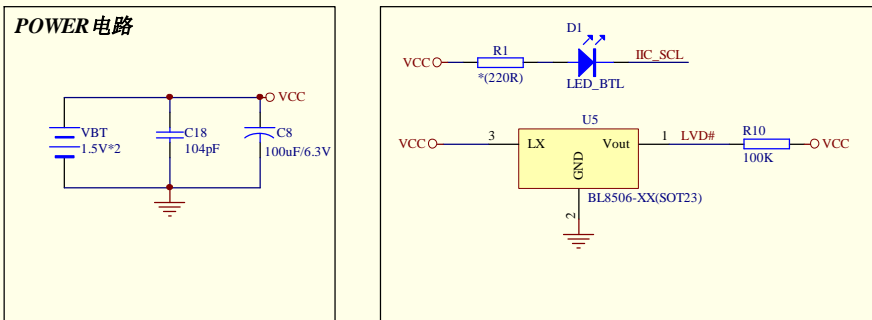 POWER电路
VCC
VBT
1.5V*2
C18
104pF
C8
100uF/6.3V
D1
VCC
R1
*(220R)
LED_BTL
IIC_SCL
U5
VCC
3
LX
Vout
GND
1
LVD#
R10
100K
VCC
BL8506-XX(SOT23)
2